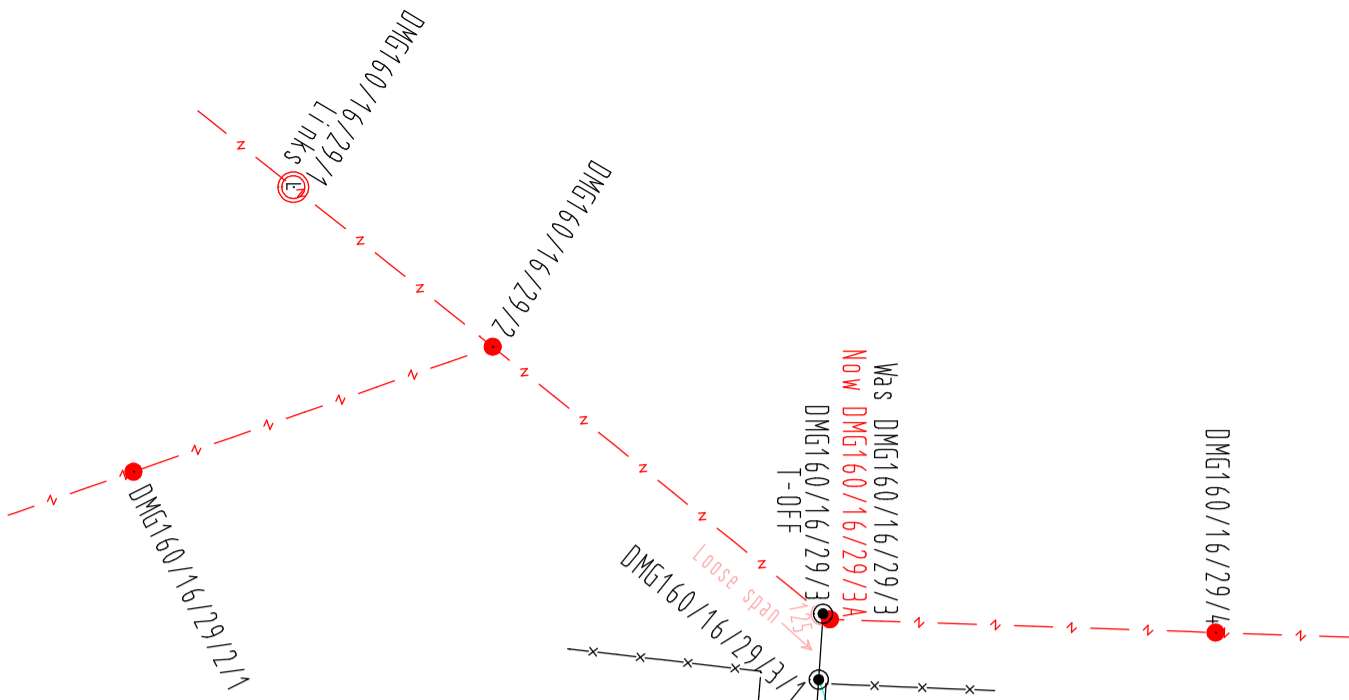 DMG160/16/29/1
Links
DMG160/16/29/2
DMG160/16/29/2/1
Was DMG160/16/29/3
Now DMG160/16/29/3A
DMG160/16/29/3
T-OFF
DMG160/16/29/3/1
Loose span
125
DMG160/16/29/4